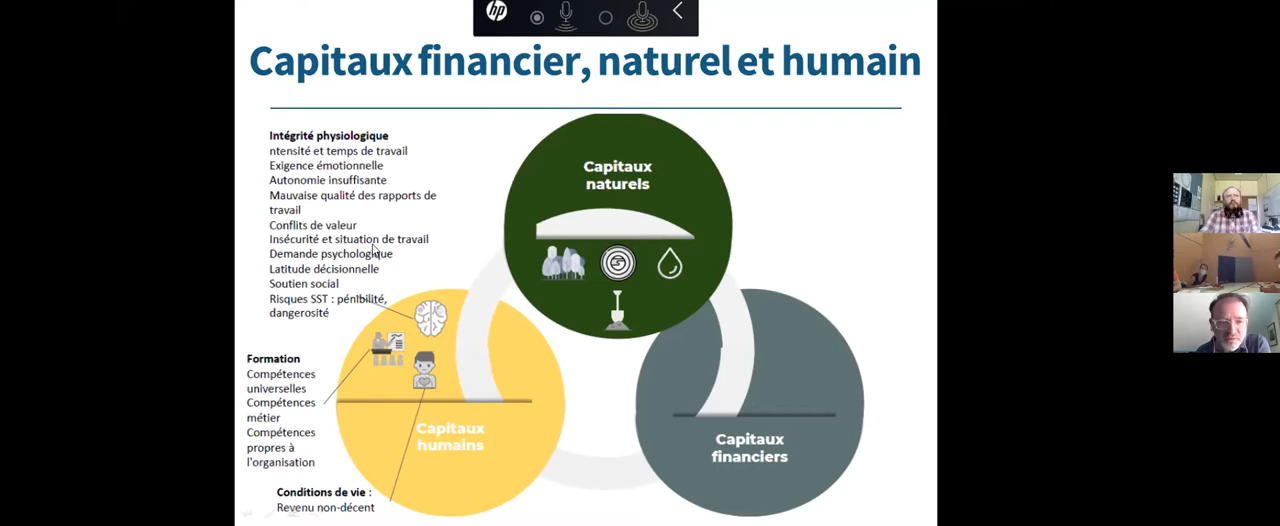 hp
Capitaux financier, naturel et humain
Intégrité physiologique
ntensité et temps de travail
Exigence émotionnelle
Autonomie insuffisante
Mauvaise qualité des rapports de
travail
Conflits de valeur
Insécurité et situation de travail
Demande psychologique
Latitude décisionnelle
Soutien social
Risques SST : pénibilité,
dangerosité
Capitaux
naturels
Formation
Compétences
universelles
Compétences
métier
Compétences
propres à
l'organisation
Capitaux
humains
Capitaux
financiers
Conditions de vie :
Revenu non-décent